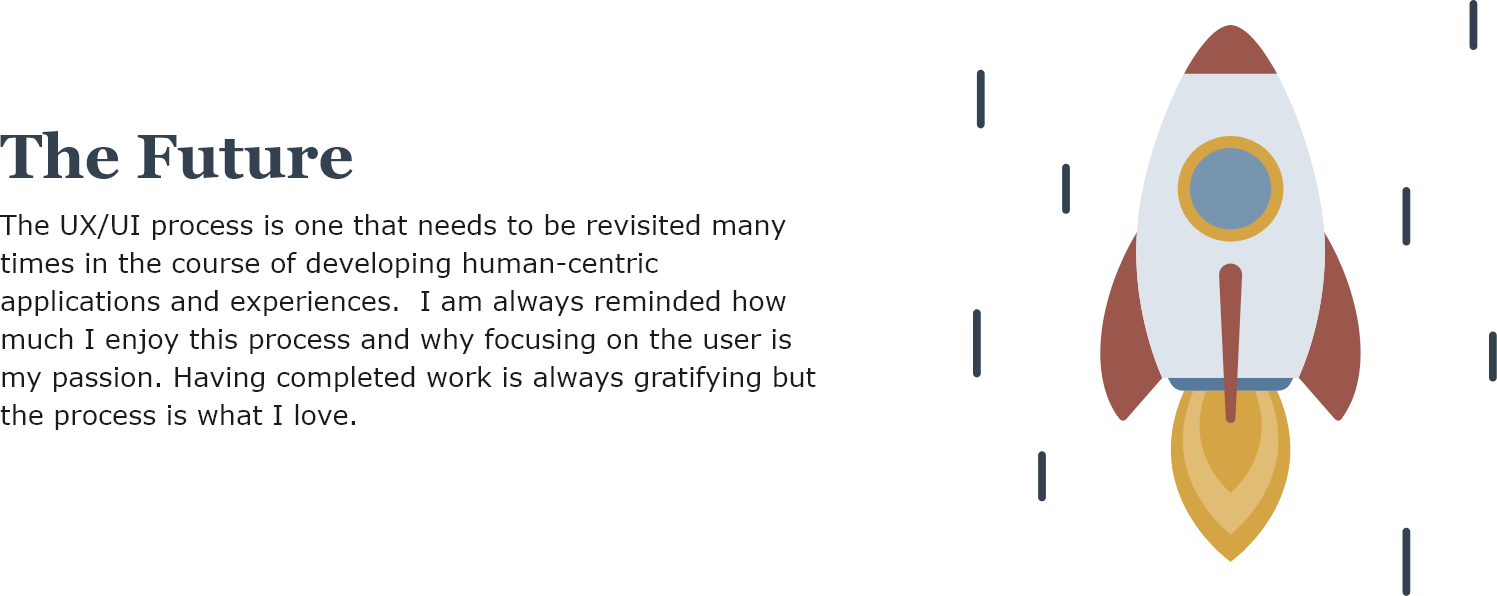 The Future
The UX/UI process is one that needs to be revisited many
times in the course of developing human-centric
applications and experiences.  I am always reminded how
much I enjoy this process and why focusing on the user is
my passion. Having completed work is always gratifying but
the process is what I love.